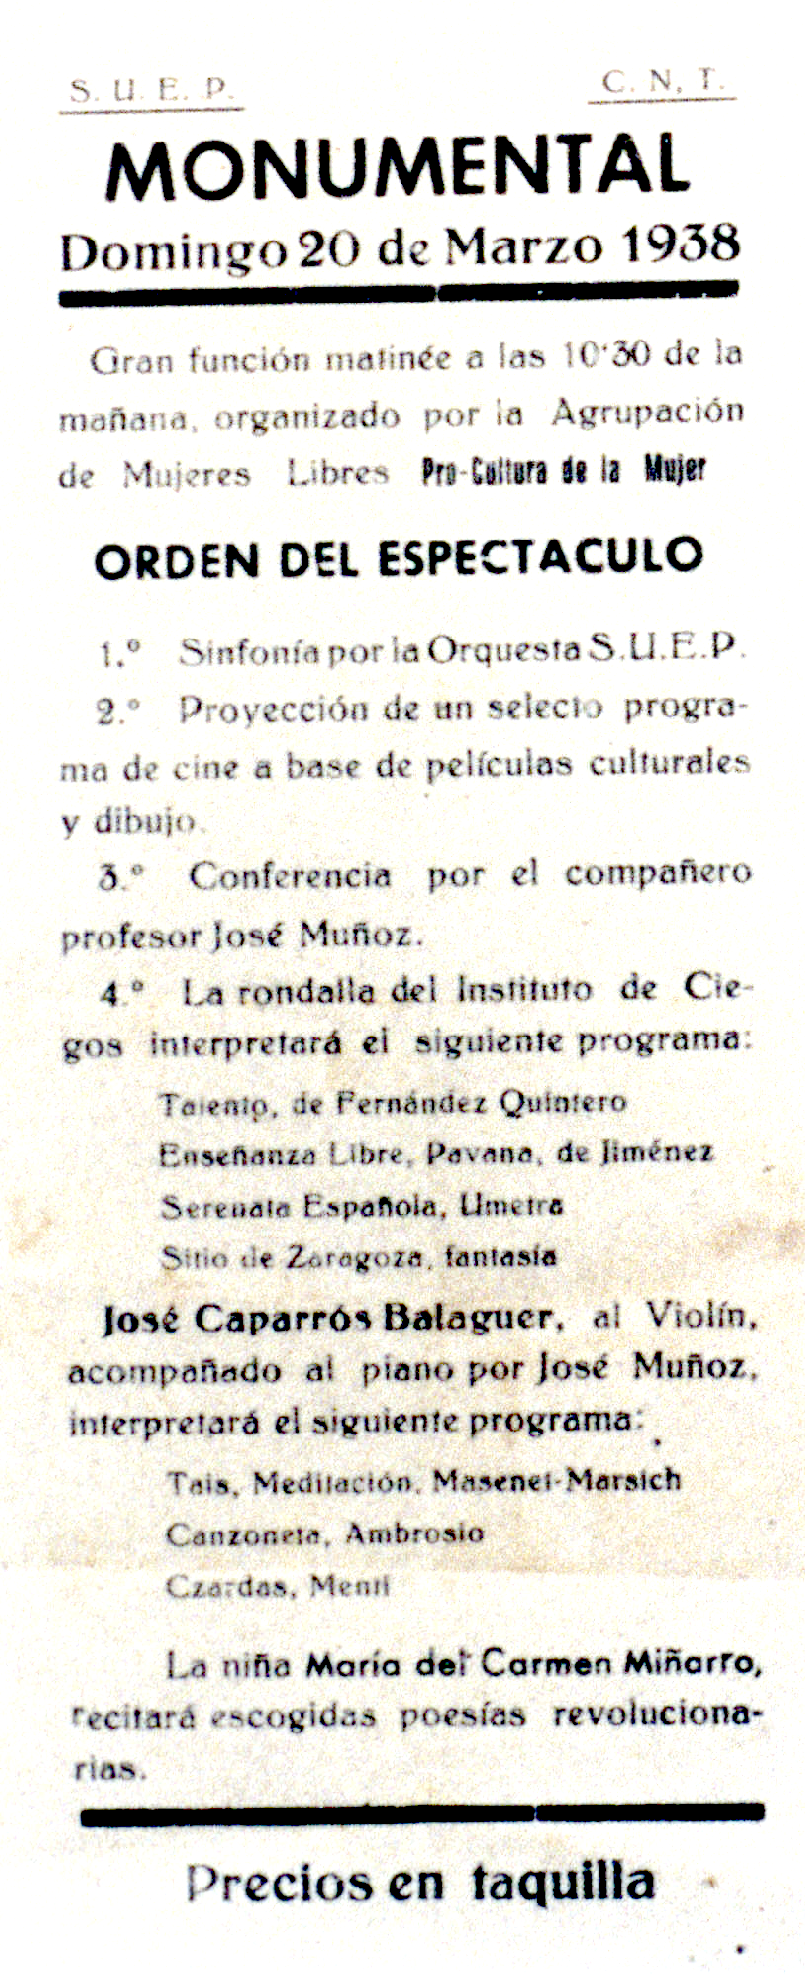 S. U. E. P. C. N. T.
MONUMENTAL
Domingo 20 de Marzo 1938
Gran función matinée a las 10'30 de la
mañana, organizado por la Agrupación
de Mujeres Libres Pro-Cultura de la Mujer
ORDEN DEL ESPECTACULO
1.º Sinfonía por la Orquesta S.U.E.P.
2.º Proyección de un selecto progra-
ma de cine a base de películas culturales
y dibujo.
3.º Conferencia por el compañero
profesor José Muñoz.
4.º La rondalla del Instituto de Cie-
gos interpretará el siguiente programa:
Talento, de Fernández Quintero
Enseñanza Libre, Pavana, de Jiménez
Serenata Española, Umetra
Sitio de Zaragoza, fantasía
José Caparrós Balaguer, al Violín,
acompañado al piano por José Muñoz,
interpretará el siguiente programa:
Tais, Meditación, Masenet-Marsich
Canzoneta, Ambrosio
Czardas, Menti
La niña María del Carmen Miñarro,
recitará escogidas poesías revoluciona-
rias.
Precios en taquilla